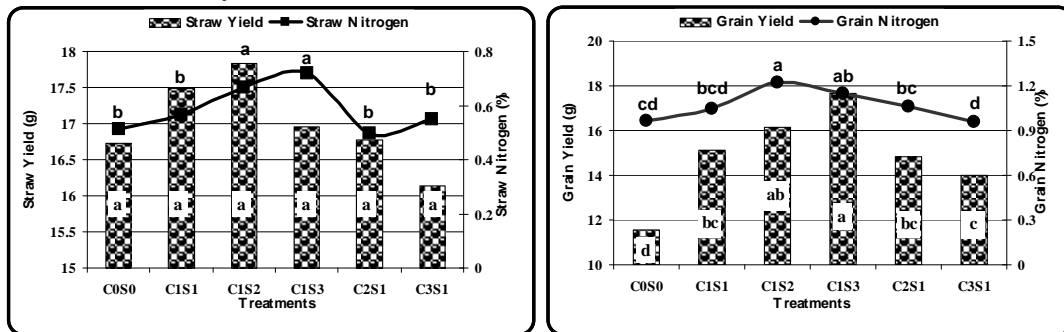 Straw Yield Straw Nitrogen
18
17.5
17
16.5
16
15.5
15
Straw Yield (g)
0.8
0.6
0.4
0.2
0
Straw Nitrogen (%)
b b a a b b
a a a a a a
C0S0 C1S1 C1S2 C1S3 C2S1 C3S1
Treatments
Grain Yield Grain Nitrogen
20
18
16
14
12
10
Grain Yield (g)
1.5
1.2
0.9
0.6
0.3
0
Grain Nitrogen (%)
cd bcd a ab bc d
d bc ab a bc c
C0S0 C1S1 C1S2 C1S3 C2S1 C3S1
Treatments